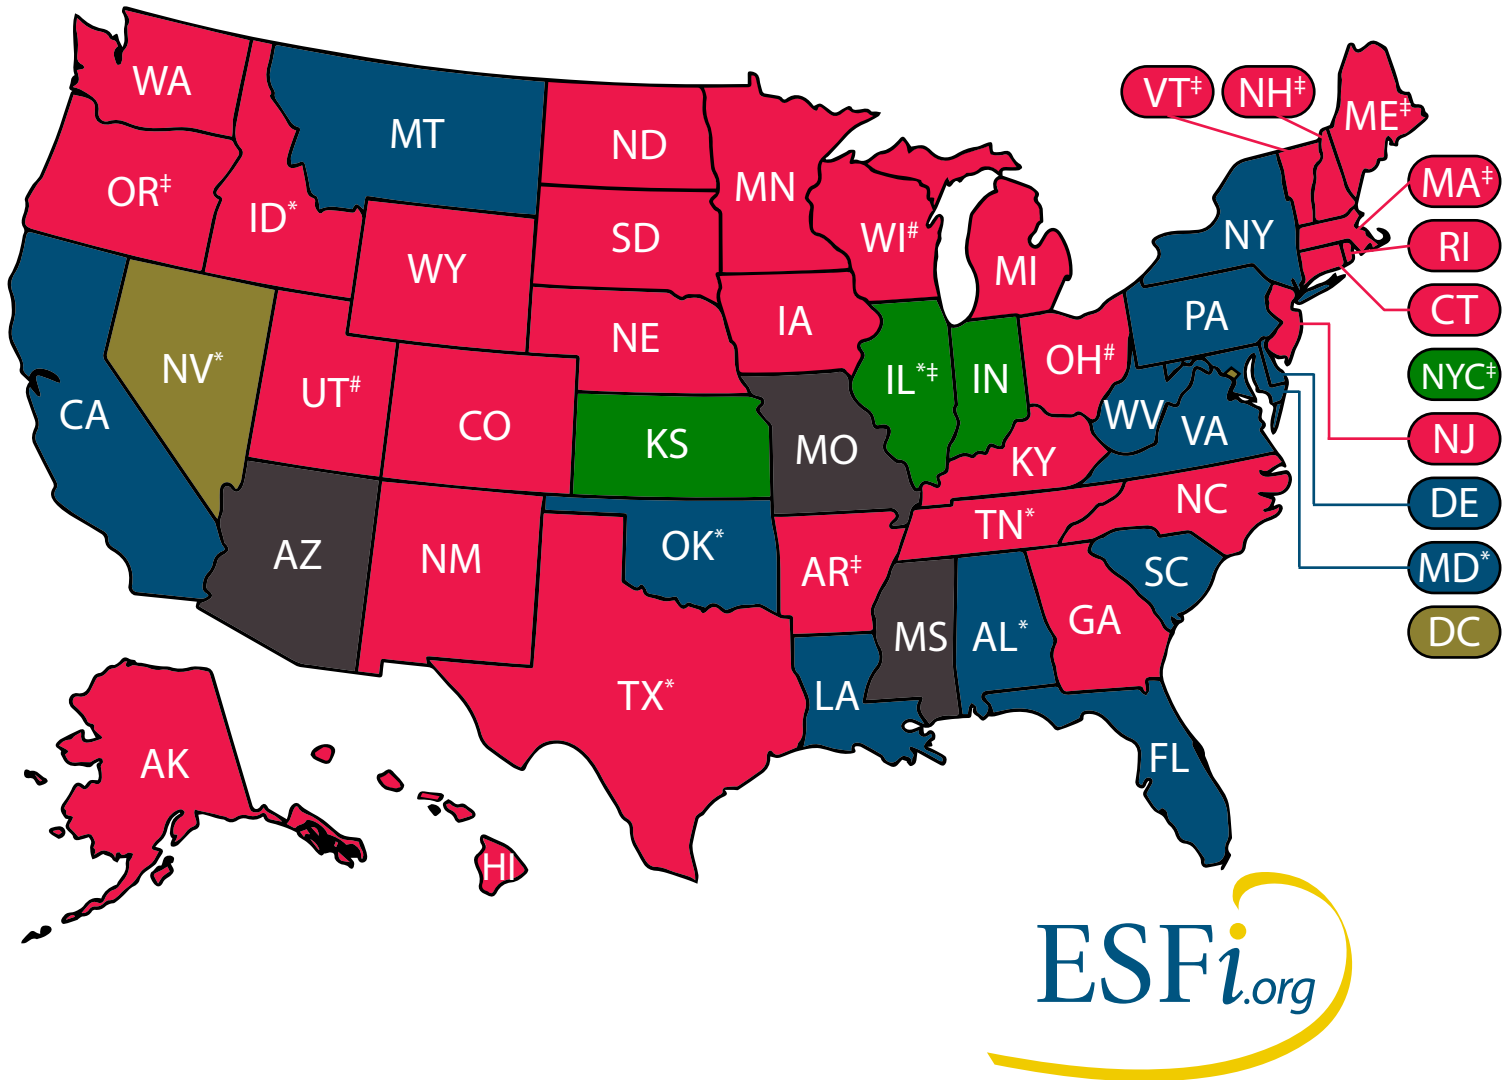 WA
MT
ND
MN
VT‡
NH‡
ME‡
OR‡
ID*
WY
SD
WI#
MI
NY
MA‡
RI
CT
NV*
UT#
CO
NE
IA
IL*‡
IN
OH#
PA
NYC‡
CA
KS
MO
KY
WV
VA
NJ
AZ
NM
OK*
AR‡
TN*
NC
SC
DE
MD*
TX*
LA
MS
AL*
GA
DC
AK
HI
FL
ESFi.org